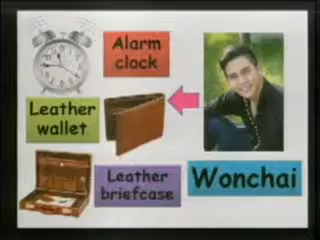 Alarm
clock
Leather
wallet
Leather
briefcase
Wonchai